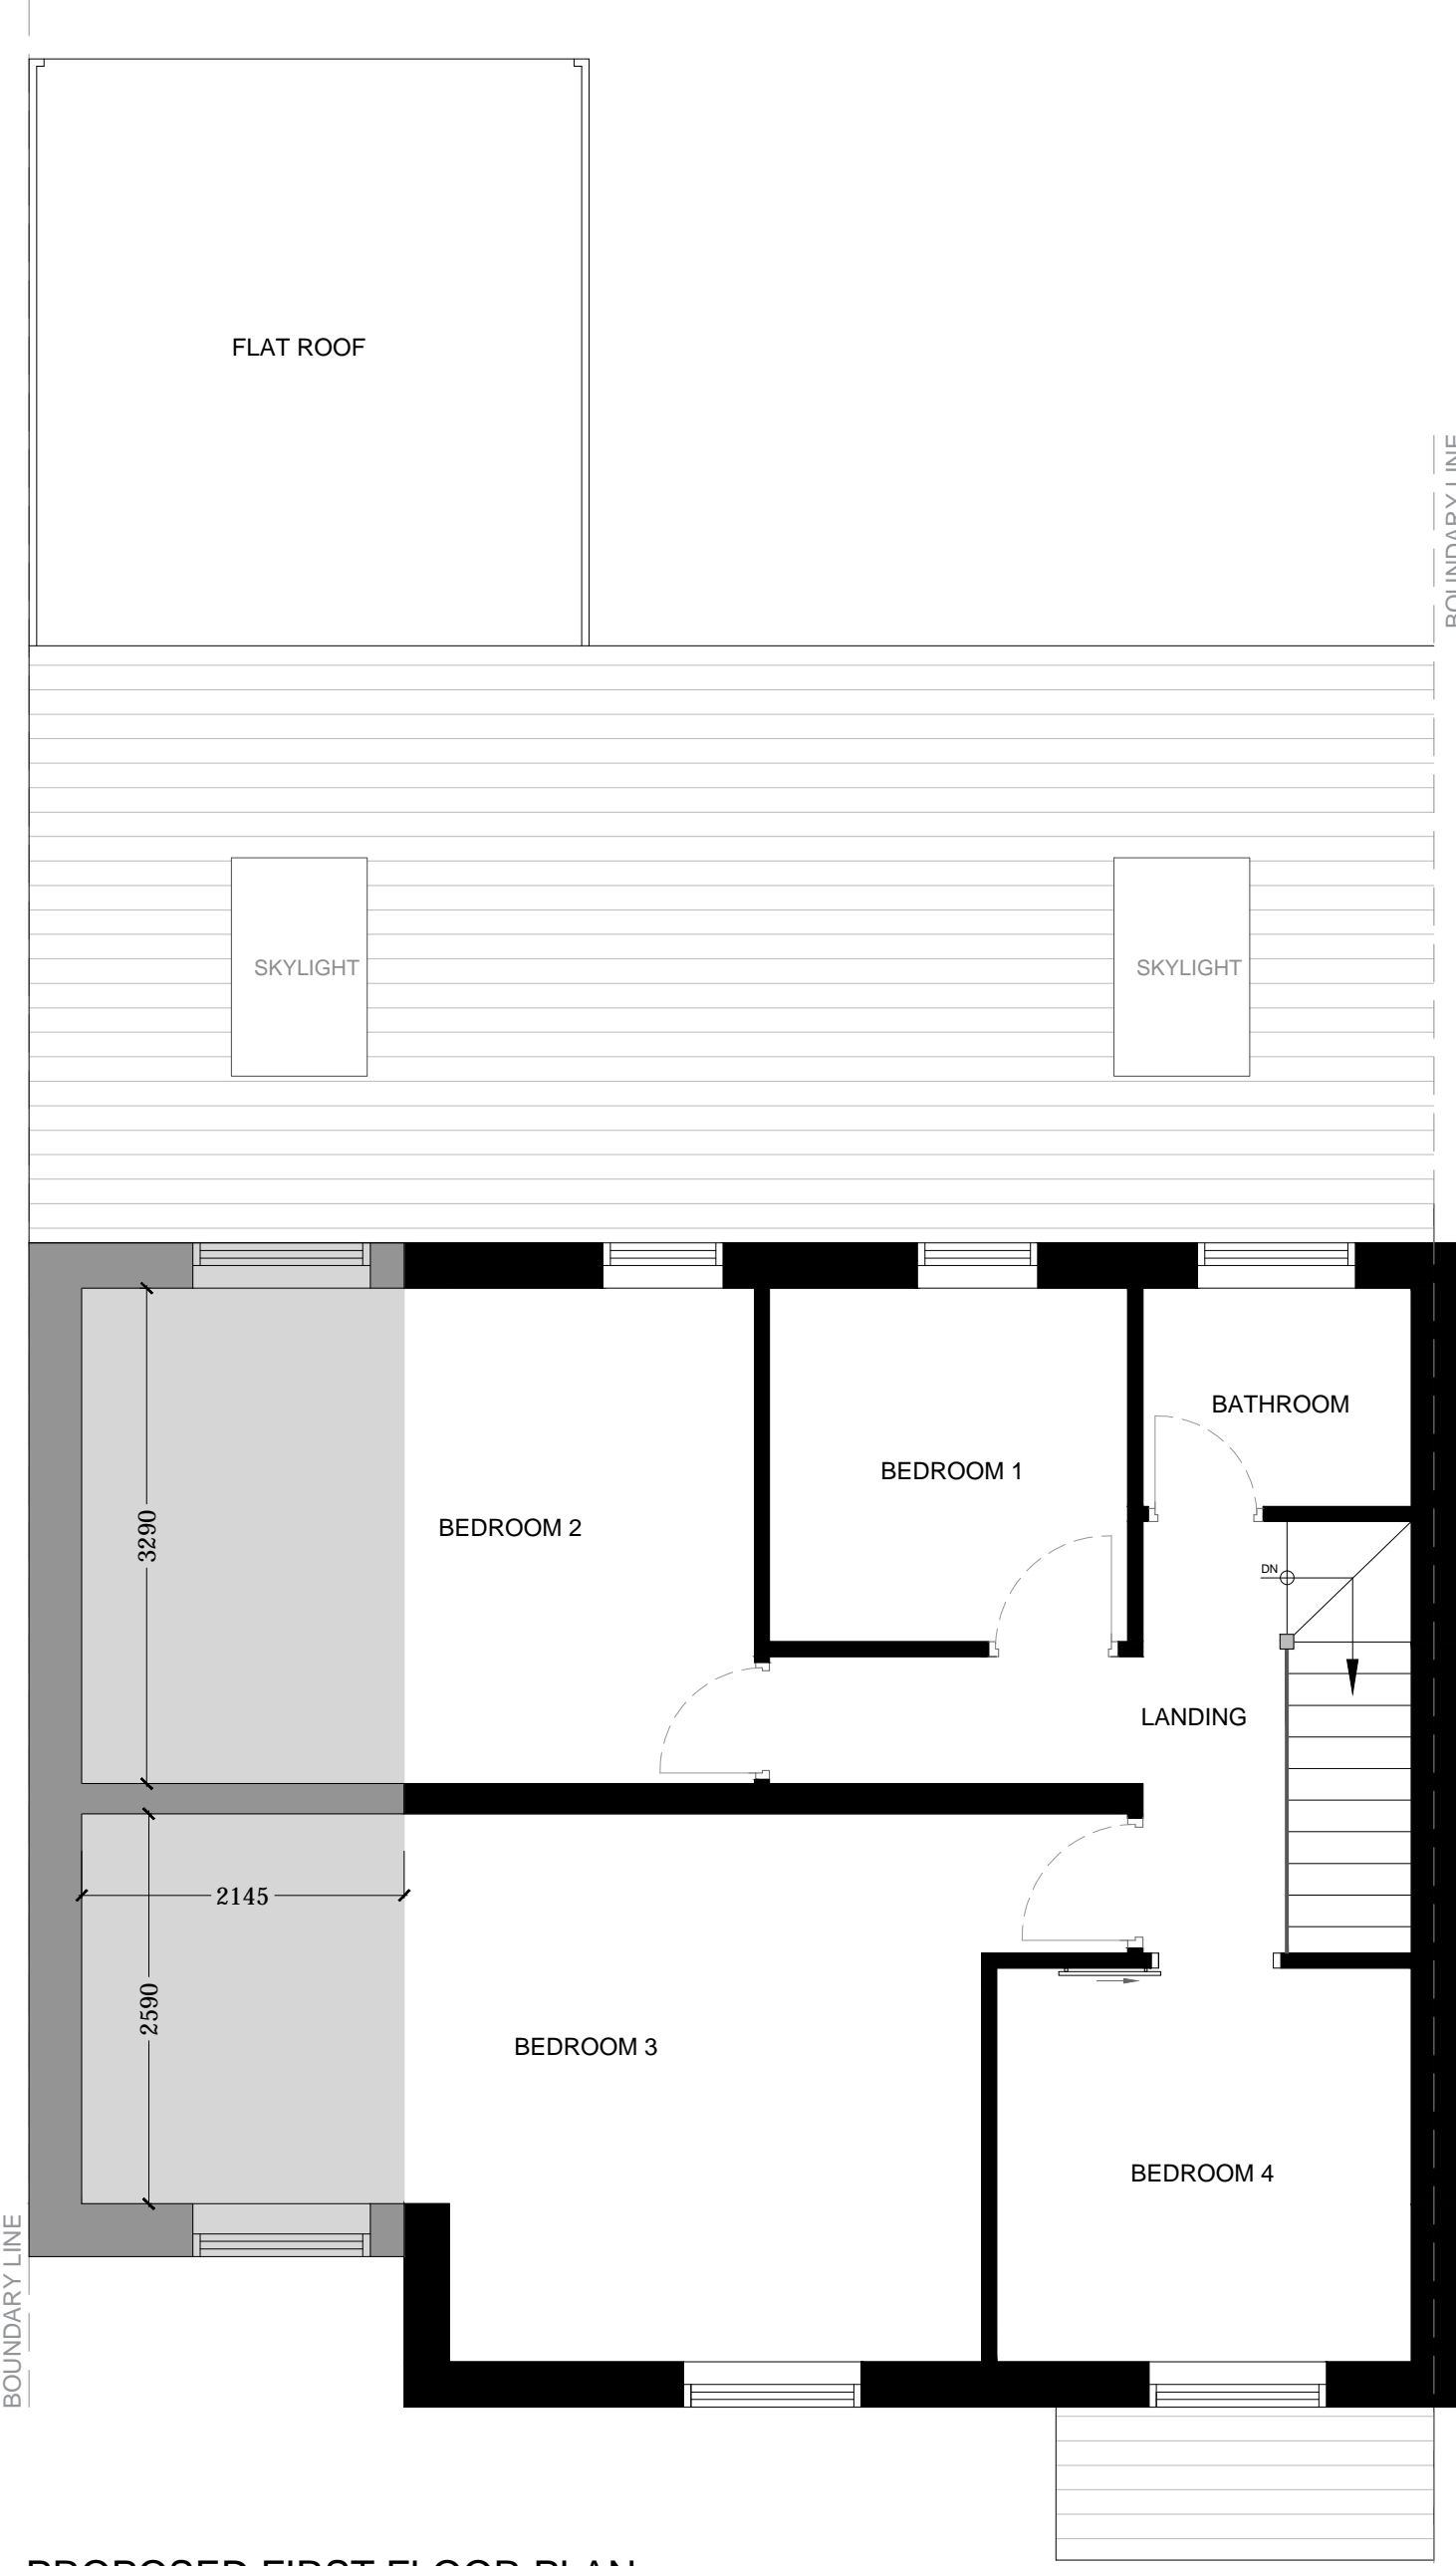 FLAT ROOF
BOUNDARY LINE
SKYLIGHT
SKYLIGHT
BATHROOM
BEDROOM 1
BEDROOM 2
3290
DN
LANDING
2145
2590
BEDROOM 3
BEDROOM 4
BOUNDARY LINE
PROPOSED FIRST FLOOR PLAN